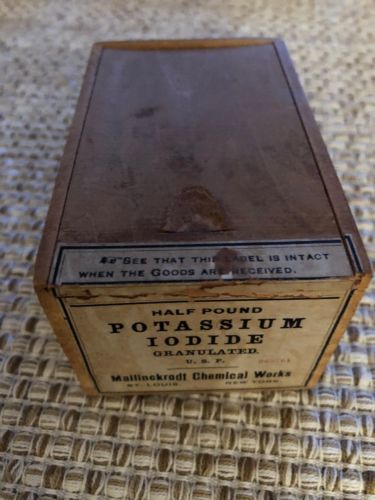 SEE THAT THIS LABEL IS INTACT
WHEN THE GOODS ARE RECEIVED.
HALF POUND
POTASSIUM
IODIDE
GRANULATED.
U. S. P.
Mallinckrodt Chemical Works
ST. LOUIS. NEW YORK.